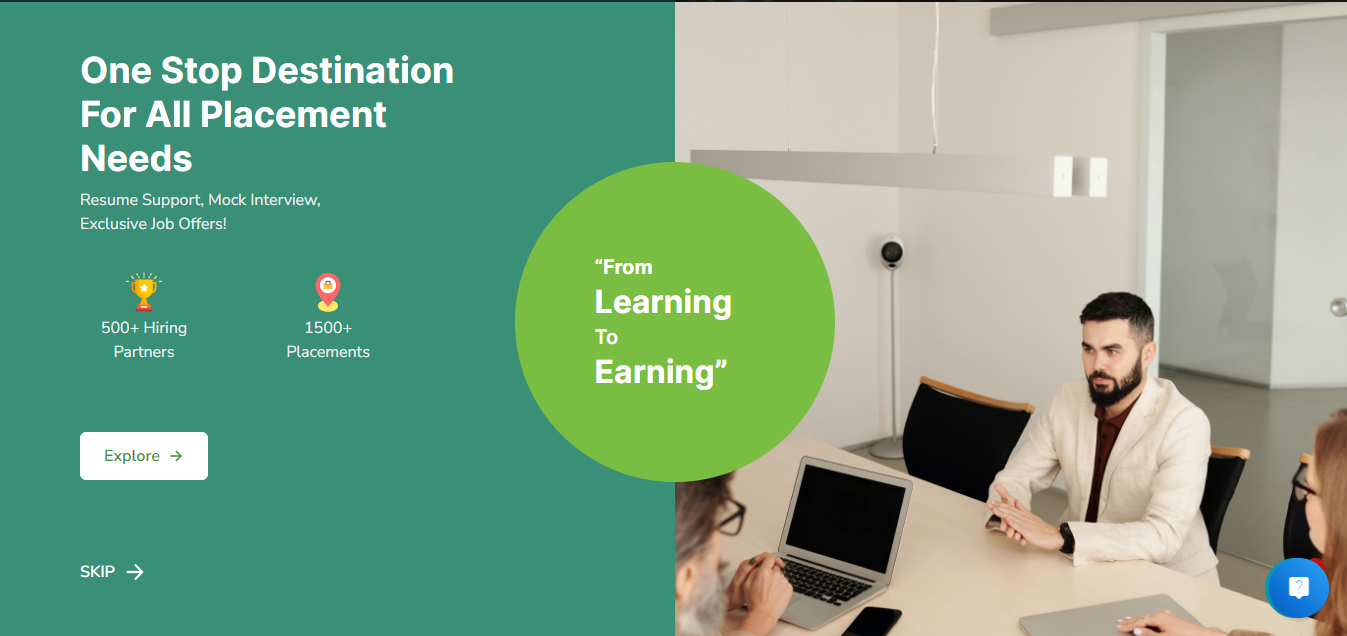 One Stop Destination
For All Placement
Needs
Resume Support, Mock Interview,
Exclusive Job Offers!
500+ Hiring
Partners
1500+
Placements
Explore
SKIP
“From
Learning
To
Earning”
?